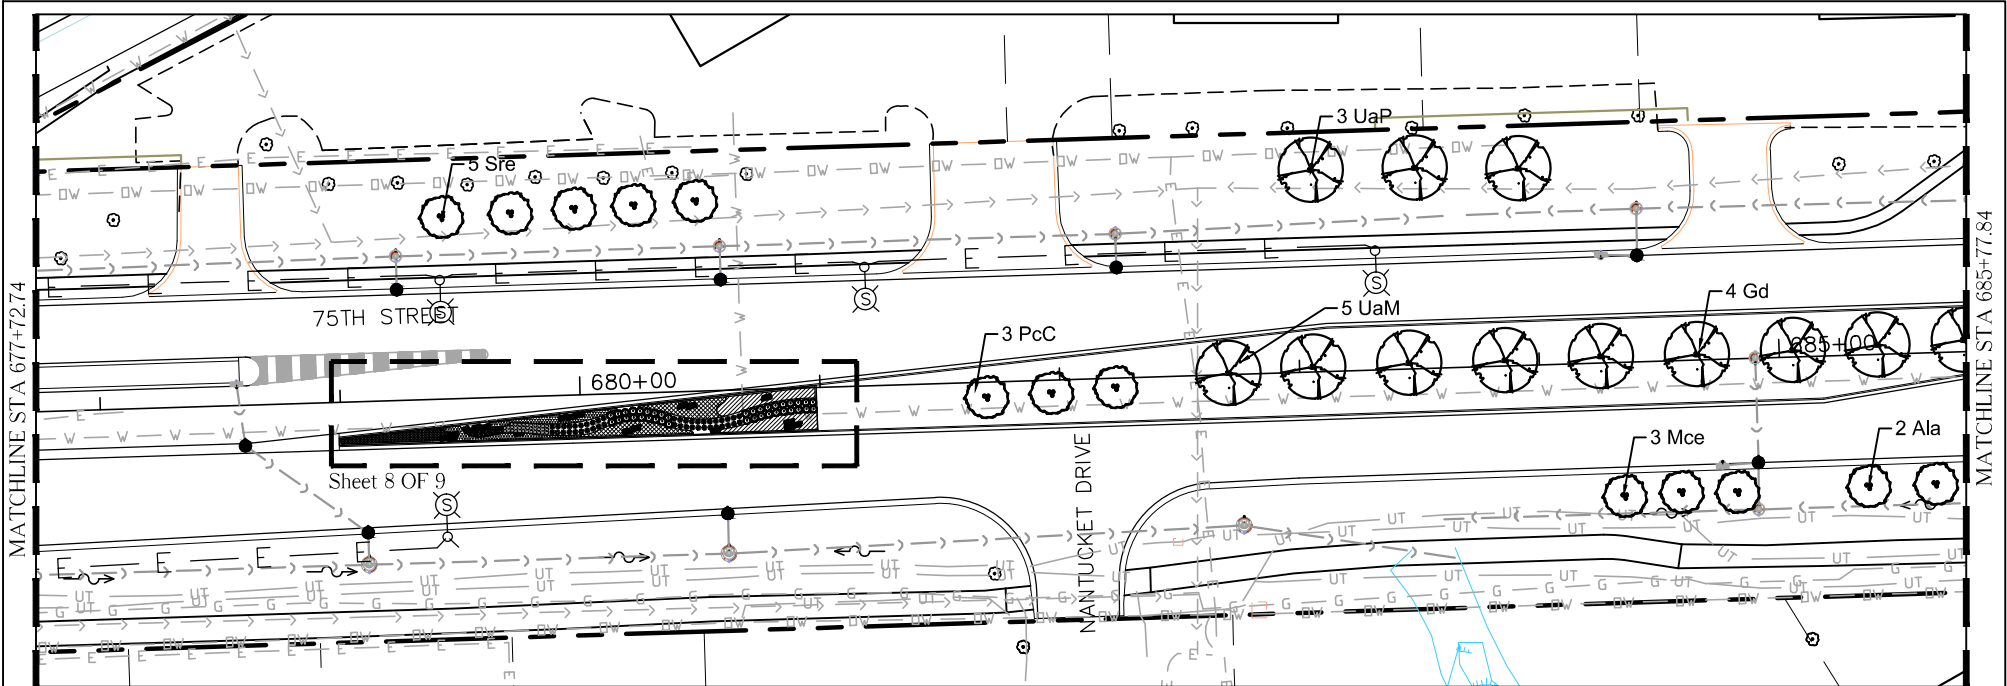 MATCHLINE STA 677+72.74
3 UaP
5 Sre
75TH STREET
5 UaM
4 Gd
3 PcC
685+00
680+00
3 Mce
2 Ala
Sheet 8 OF 9
NANTUCKET DRIVE
MATCHLINE STA 685+77.84